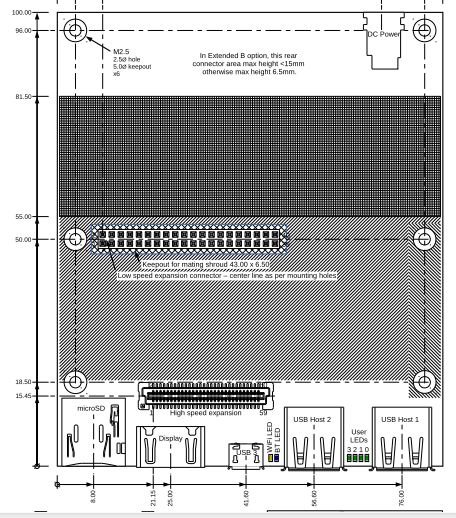 100.00
96.00
DC Power
M2.5
2.5Ø hole
5.0Ø keepout
x6
In Extended B option, this rear
connector area max height <15mm
otherwise max height 6.5mm.
81.50
55.00
50.00
Keepout for mating shroud 43.00 x 6.50
Low speed expansion connector – center line as per mounting holes
18.50
15.45
microSD
1
High speed expansion
59
Display
USB
WiFi LED
BT LED
USB Host 2
User
LEDs
3 2 1 0
USB Host 1
0
0
8.00
21.15
25.00
41.60
56.60
76.00